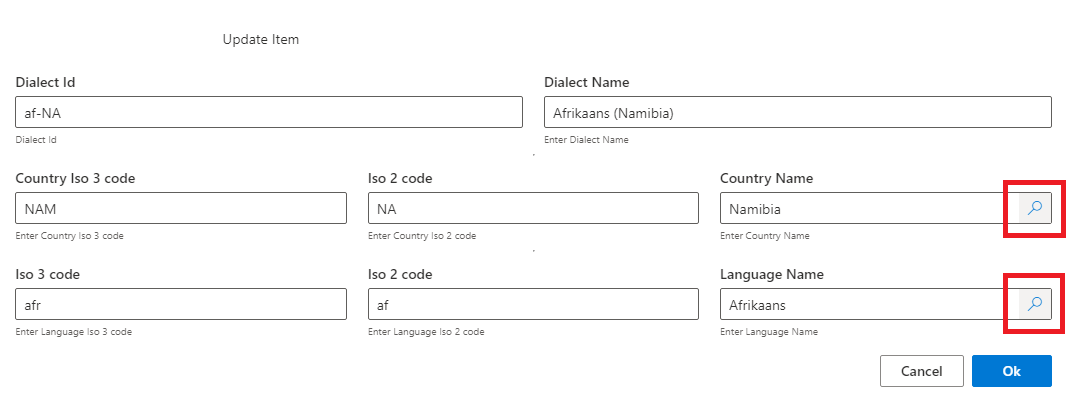 Update Item
Dialect Id Dialect Name
af-NA Afrikaans (Namibia)
Dialect Id Enter Dialect Name
Country Iso 3 code Iso 2 code Country Name
NAM NA Namibia
Enter Country Iso 3 code Enter Country Iso 2 code Enter Country Name
Iso 3 code Iso 2 code Language Name
afr af Afrikaans
Enter Language Iso 3 code Enter Language Iso 2 code Enter Language Name
Cancel Ok